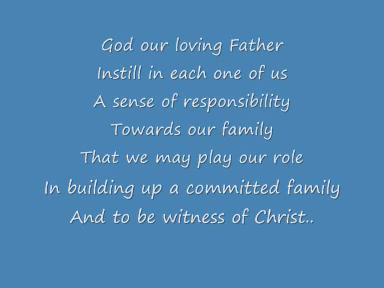 God our loving Father
Instill in each one of us
A sense of responsibility
Towards our family
That we may play our role
In building up a committed family
And to be witness of Christ..